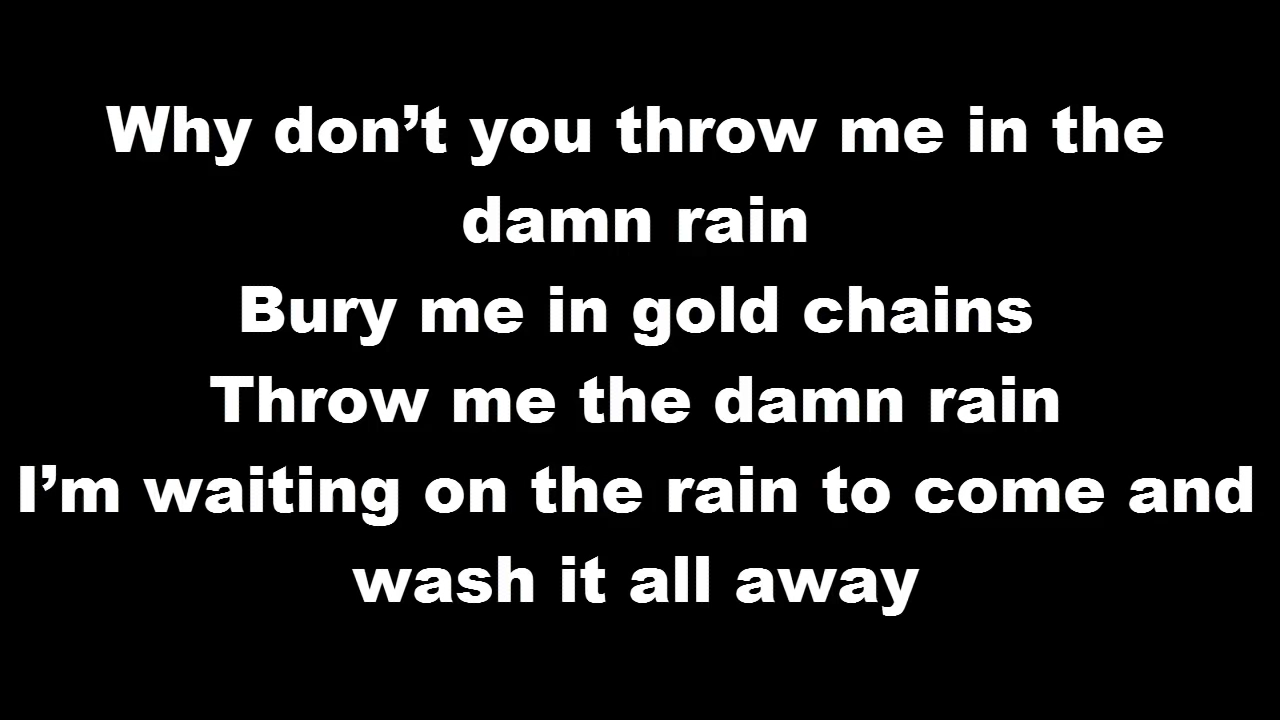 Why don’t you throw me in the
damn rain
Bury me in gold chains
Throw me the damn rain
I’m waiting on the rain to come and
wash it all away